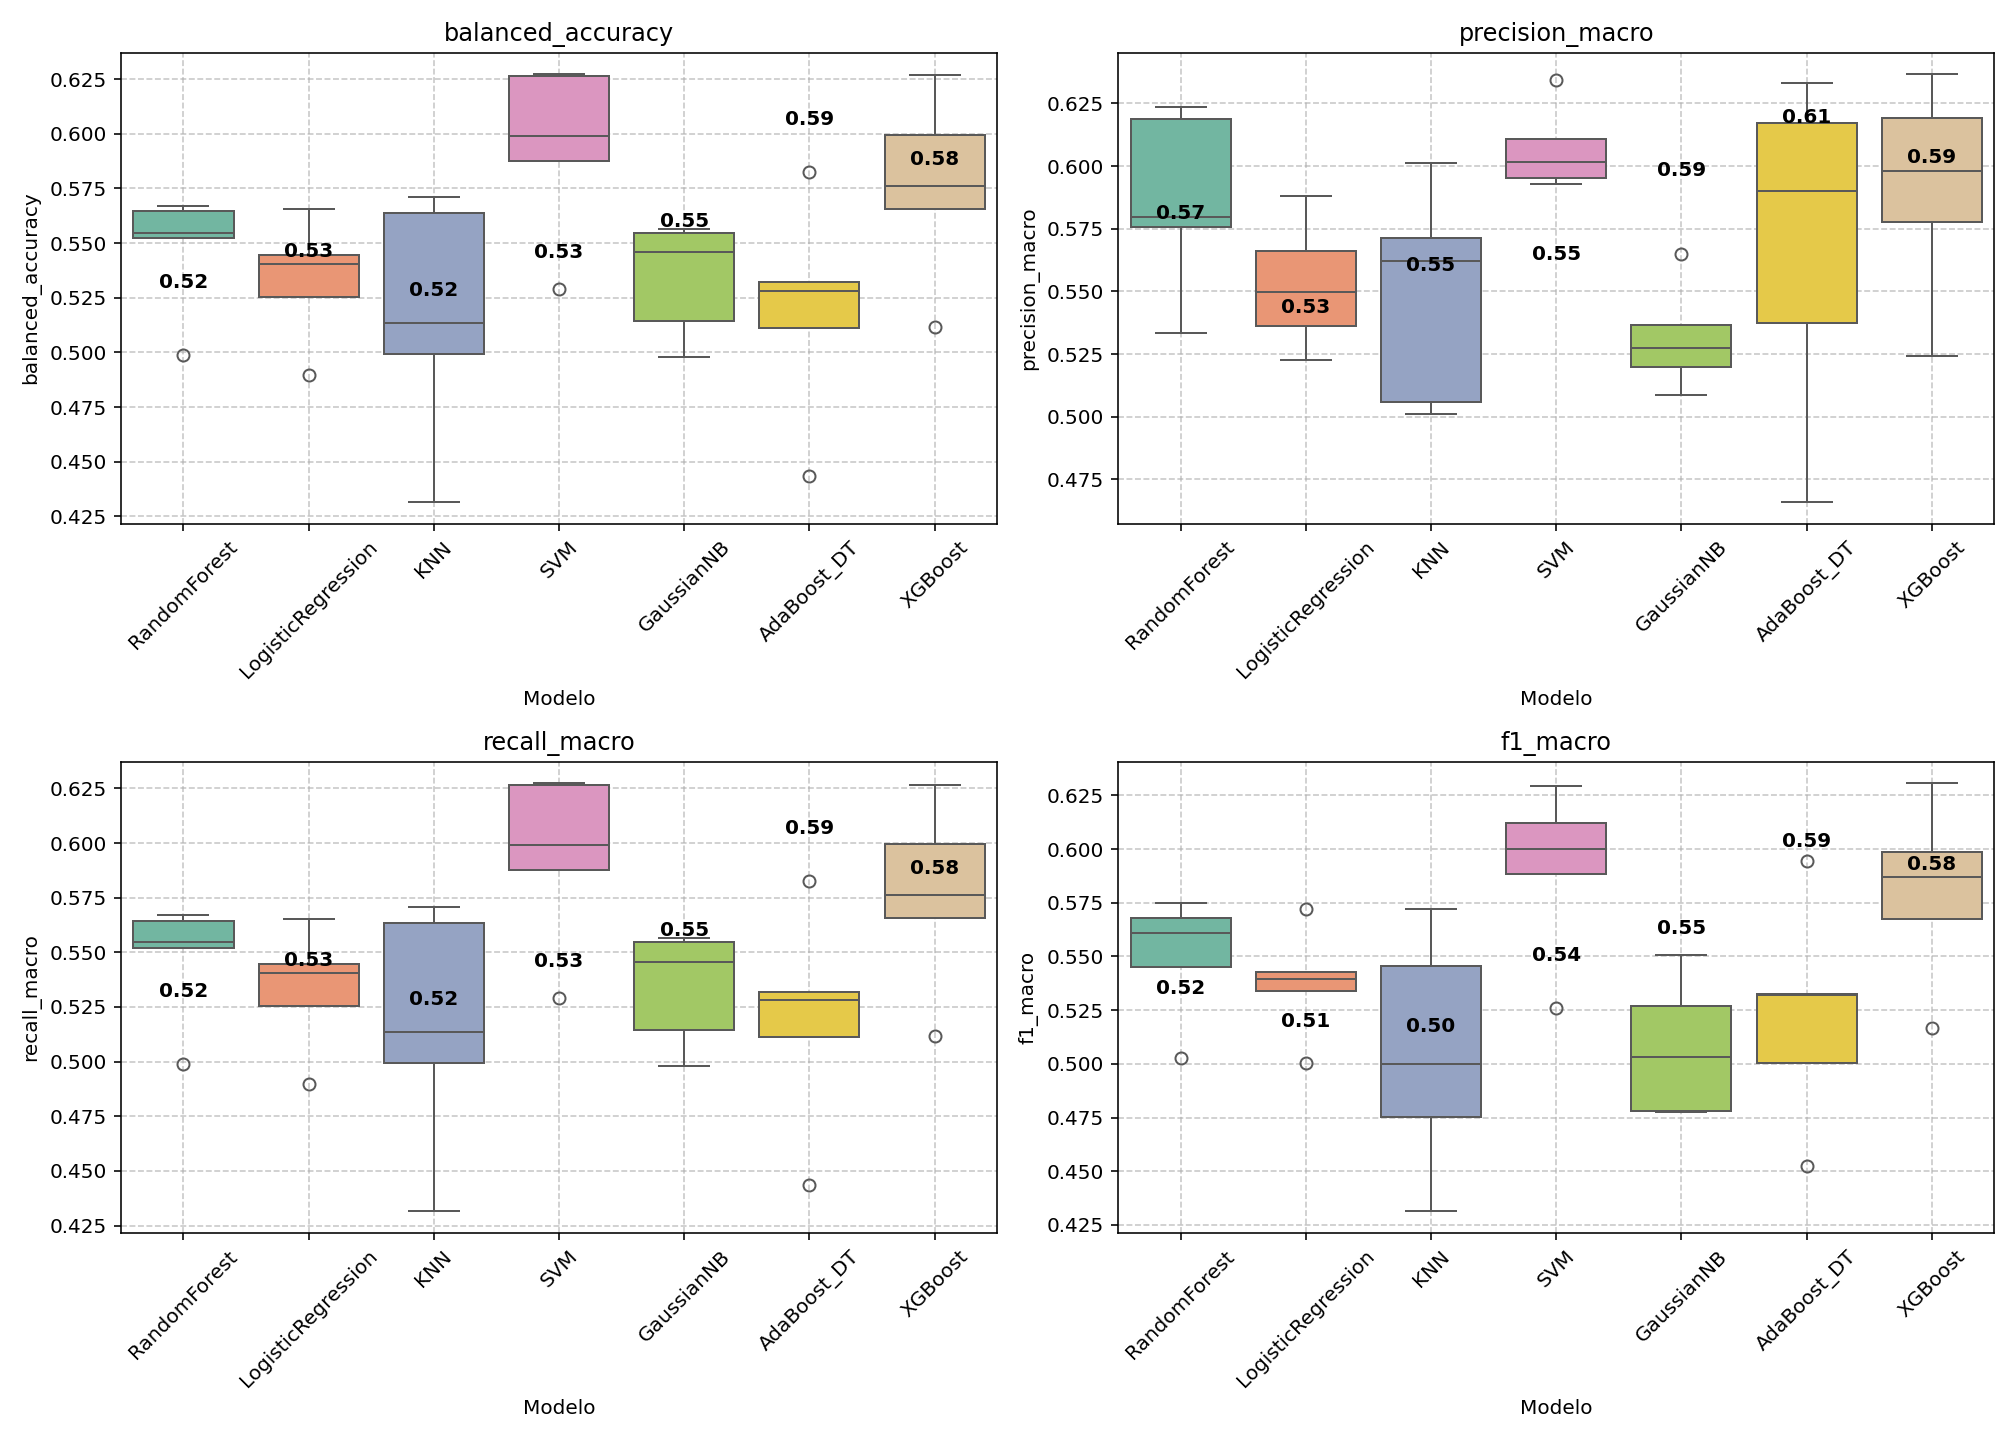 balanced_accuracy
balanced_accuracy
0.625
0.600
0.575
0.550
0.525
0.500
0.475
0.450
0.425
0.52
0.53
0.52
0.53
0.55
0.59
0.58
RandomForest
LogisticRegression
KNN
SVM
GaussianNB
AdaBoost_DT
XGBoost
Modelo
precision_macro
precision_macro
0.625
0.600
0.575
0.550
0.525
0.500
0.475
0.57
0.53
0.55
0.55
0.59
0.61
0.59
RandomForest
LogisticRegression
KNN
SVM
GaussianNB
AdaBoost_DT
XGBoost
Modelo
recall_macro
recall_macro
0.625
0.600
0.575
0.550
0.525
0.500
0.475
0.450
0.425
0.52
0.53
0.52
0.53
0.55
0.59
0.58
RandomForest
LogisticRegression
KNN
SVM
GaussianNB
AdaBoost_DT
XGBoost
Modelo
f1_macro
f1_macro
0.625
0.600
0.575
0.550
0.525
0.500
0.475
0.450
0.425
0.52
0.51
0.50
0.54
0.55
0.59
0.58
RandomForest
LogisticRegression
KNN
SVM
GaussianNB
AdaBoost_DT
XGBoost
Modelo